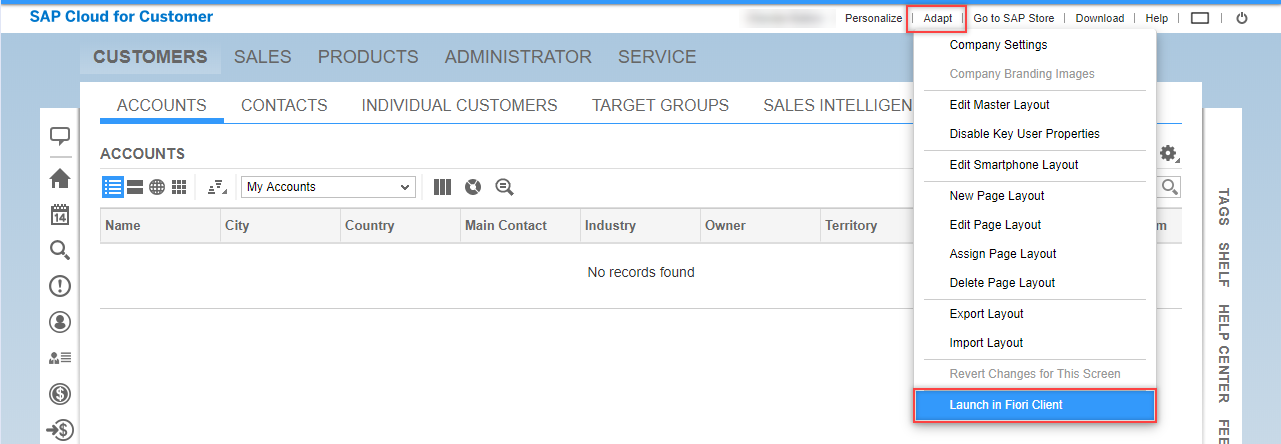 SAP Cloud for Customer
Personalize | Adapt | Go to SAP Store | Download | Help
CUSTOMERS SALES PRODUCTS ADMINISTRATOR SERVICE
ACCOUNTS CONTACTS INDIVIDUAL CUSTOMERS TARGET GROUPS SALES INTELLIGEN
ACCOUNTS
My Accounts
Name City Country Main Contact Industry Owner Territory m
No records found
Company Settings
Company Branding Images
Edit Master Layout
Disable Key User Properties
Edit Smartphone Layout
New Page Layout
Edit Page Layout
Assign Page Layout
Delete Page Layout
Export Layout
Import Layout
Revert Changes for This Screen
Launch in Fiori Client
14
TAGS
SHELF
HELP CENTER
FEE